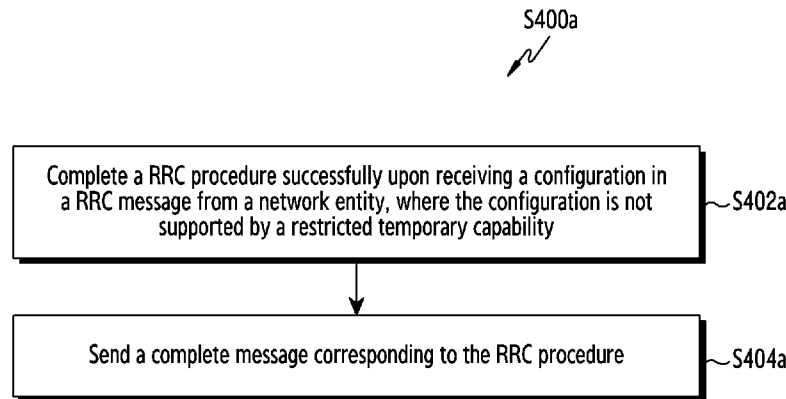 S400a
Complete a RRC procedure successfully upon receiving a configuration in
a RRC message from a network entity, where the configuration is not
supported by a restricted temporary capability
S402a
Send a complete message corresponding to the RRC procedure
S404a